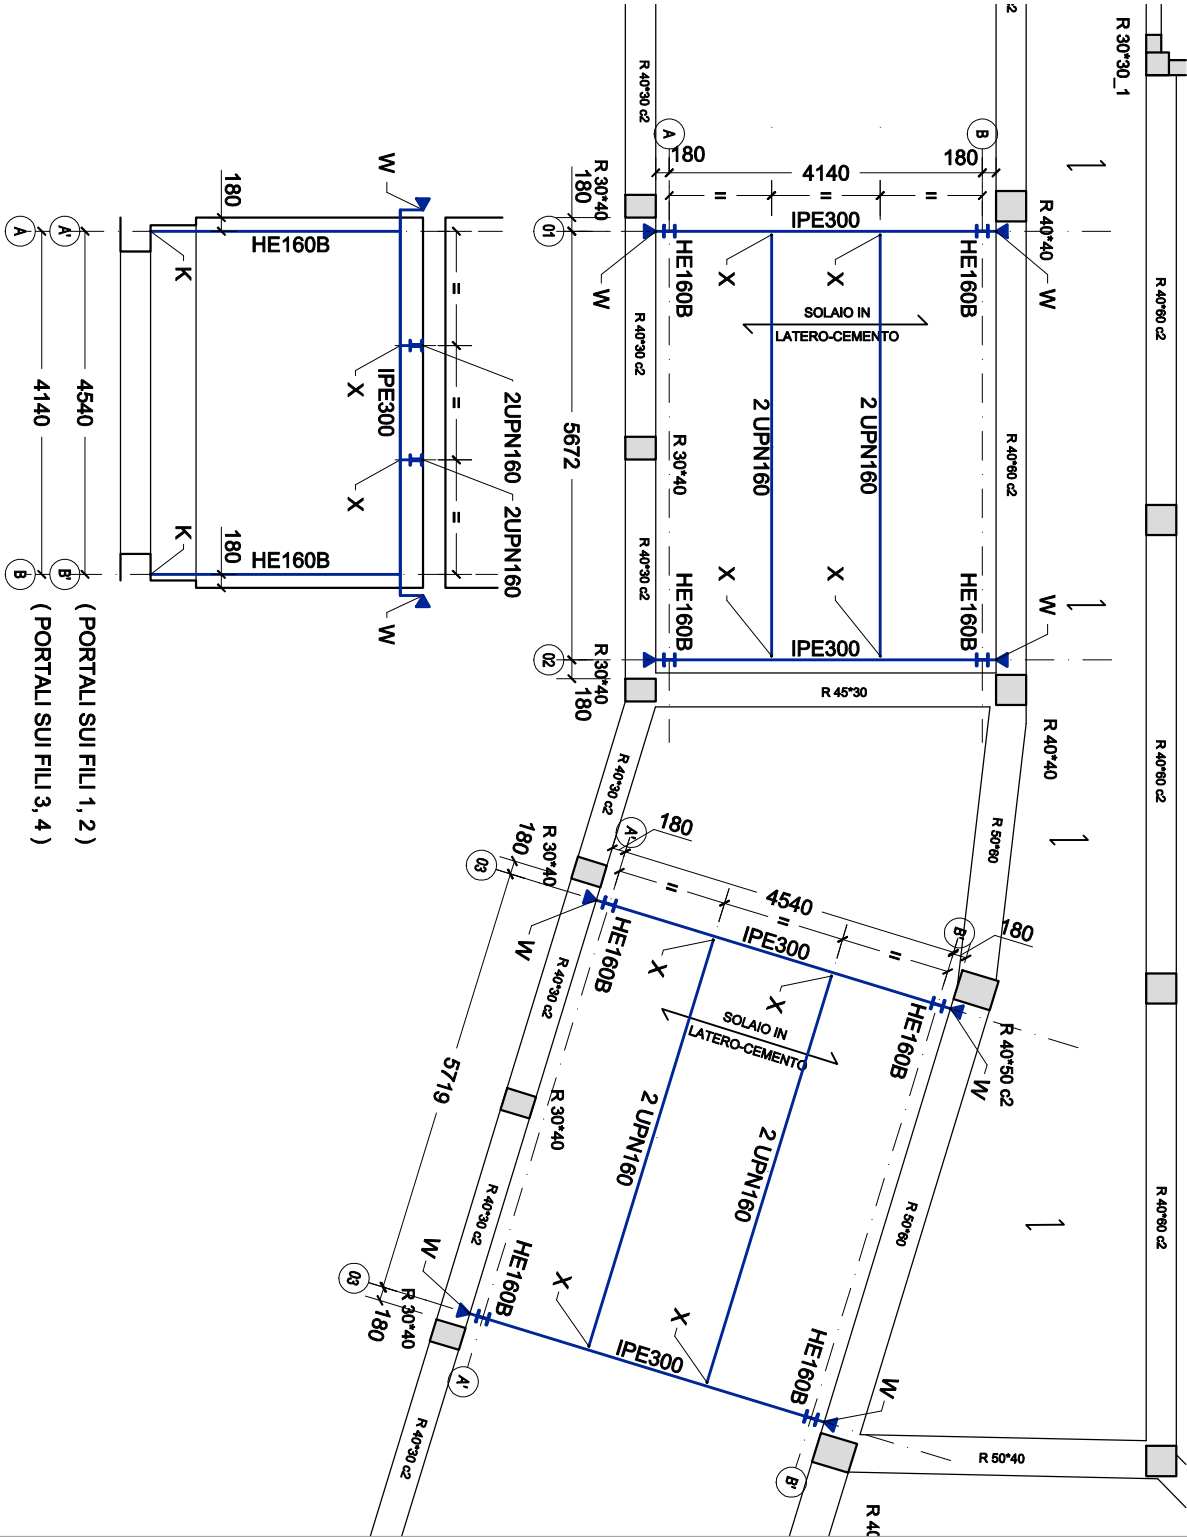 R 30*30_1
R 40*30 c2
A
B
180
4140
180
=
=
=
R 30*40
180
R 40*40
01
IPE300
HE160B
HE160B
W
W
X
X
SOLAIO IN
LATERO-CEMENTO
R 40*60 c2
R 40*30 c2
5672
2 UPN160
2 UPN160
R 30*40
R 40*60 c2
R 40*30 c2
X
X
HE160B
HE160B
W
02
R 30*40
180
IPE300
R 45*30
R 40*40
R 40*60 c2
R 40*30 c2
R 50*60
W
180
HE160B
K
A
A'
=
2UPN160
IPE300
X
=
2UPN160
X
=
4540
4140
K
180
HE160B
W
B
B'
( PORTALI SUI FILI 1, 2 )
( PORTALI SUI FILI 3, 4 )
A'
180
R 30*40
180
03
=
4540
=
=
B'
180
IPE300
W
HE160B
X
X
R 40*30 c2
SOLAIO IN
LATERO-CEMENTO
HE160B
W
R 40*50 c2
5719
R 30*40
2 UPN160
2 UPN160
R 40*30 c2
R 50*60
R 40*60 c2
W
HE160B
X
X
03
R 30*40
180
IPE300
HE160B
W
A'
B'
R 40*30 c2
R 50*40